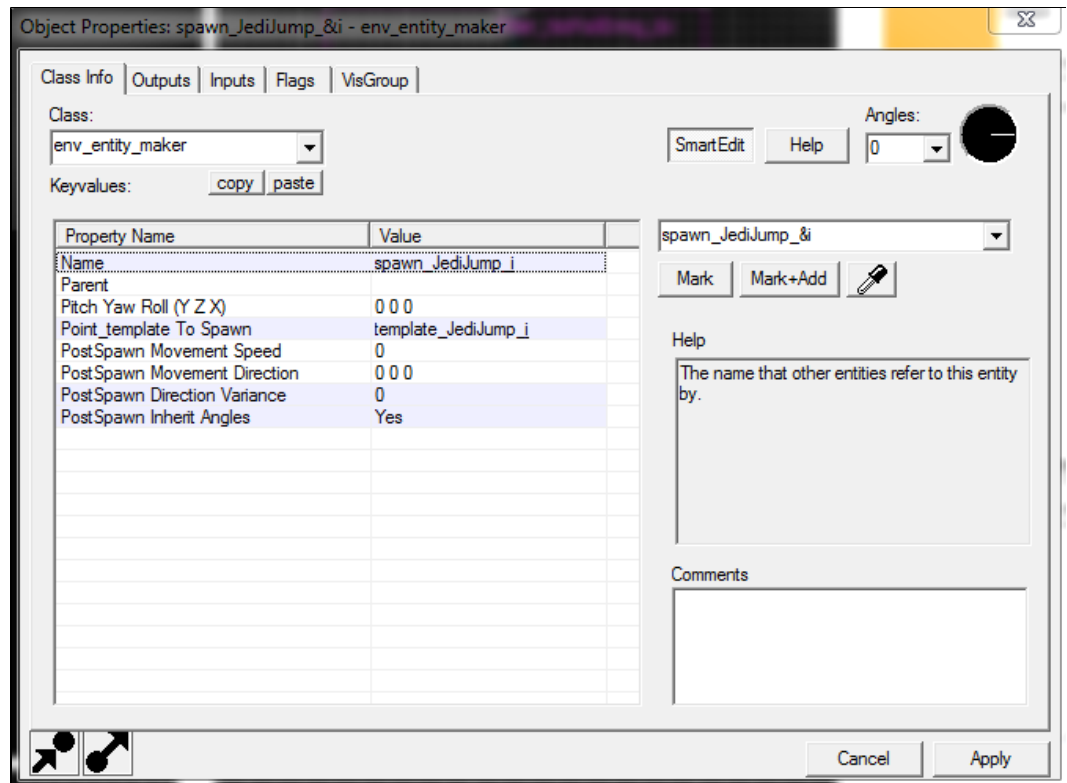 Object Properties: spawn_JediJump_&i - env_entity_maker
Class Info Outputs Inputs Flags VisGroup
Class:
Angles:
env_entity_maker
SmartEdit Help 0
Keyvalues: copy paste
Property Name Value
spawn_JediJump_&i
Name spawn_JediJump_i
Parent
Mark Mark+Add
Pitch Yaw Roll (Y Z X) 0 0 0
Point_template To Spawn template_JediJump_i
PostSpawn Movement Speed 0
PostSpawn Movement Direction 0 0 0
PostSpawn Direction Variance 0
PostSpawn Inherit Angles Yes
Help
The name that other entities refer to this entity
by.
Comments
Cancel Apply